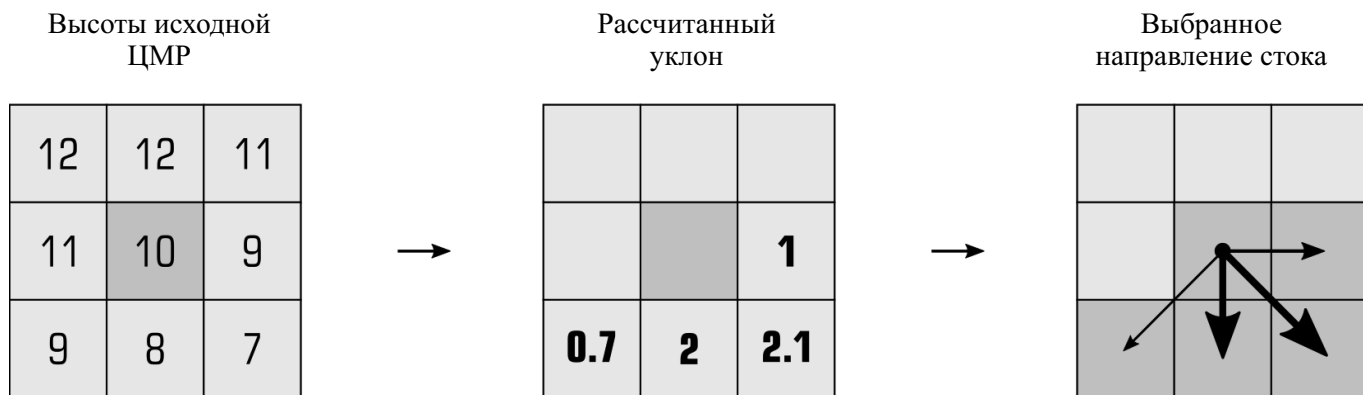 Высоты исходной
ЦМР
Рассчитанный
уклон
Выбранное
направление стока
12 12 11
11 10 9
9 8 7
1
0.7 2 2.1